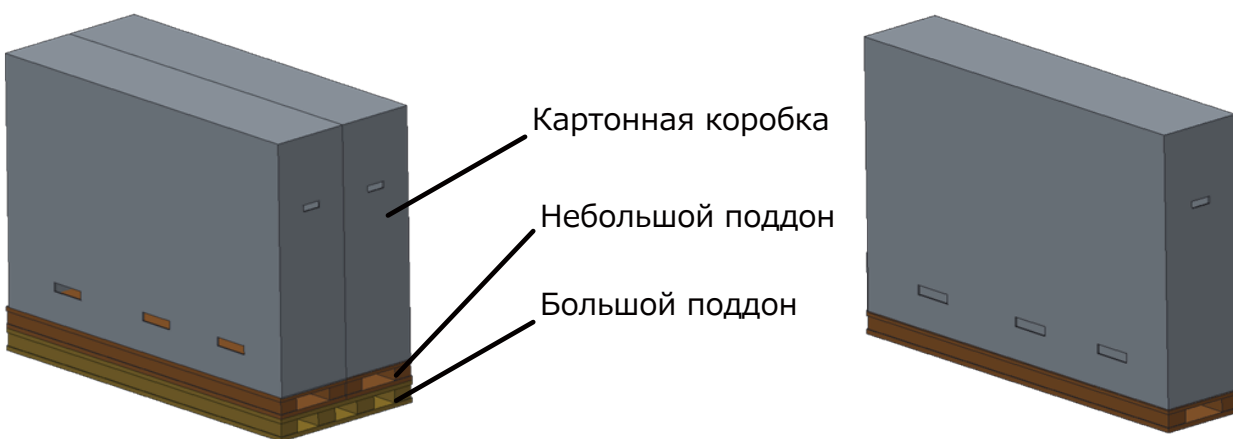 Картонная коробка
Небольшой поддон
Большой поддон